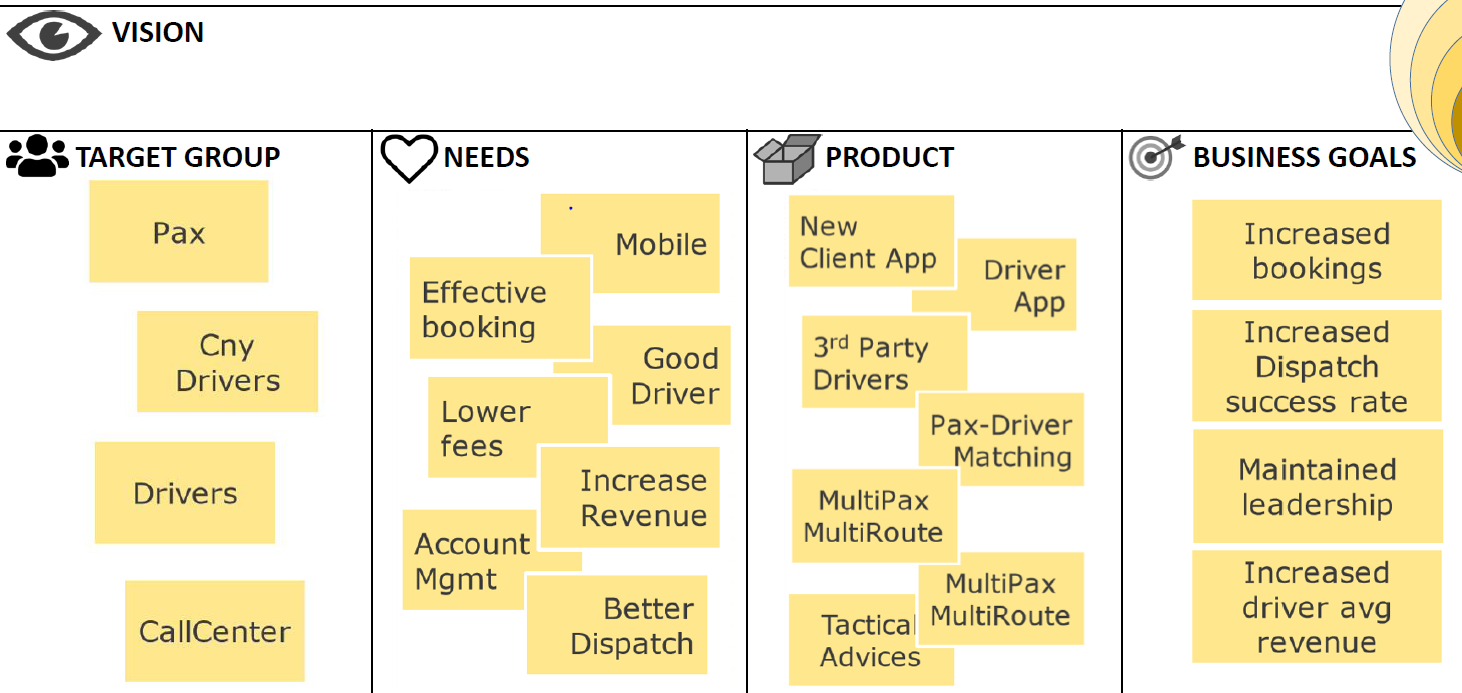 VISION
TARGET GROUP
Pax
Cny
Drivers
Drivers
CallCenter
NEEDS
Mobile
Effective
booking
Good
Driver
Lower
fees
Increase
Revenue
Account
Mgmt
Better
Dispatch
PRODUCT
New
Client App
Driver
App
3rd Party
Drivers
Pax-Driver
Matching
MultiPax
MultiRoute
MultiPax
MultiRoute
Tactical
Advices
BUSINESS GOALS
Increased
bookings
Increased
Dispatch
success rate
Maintained
leadership
Increased
driver avg
revenue